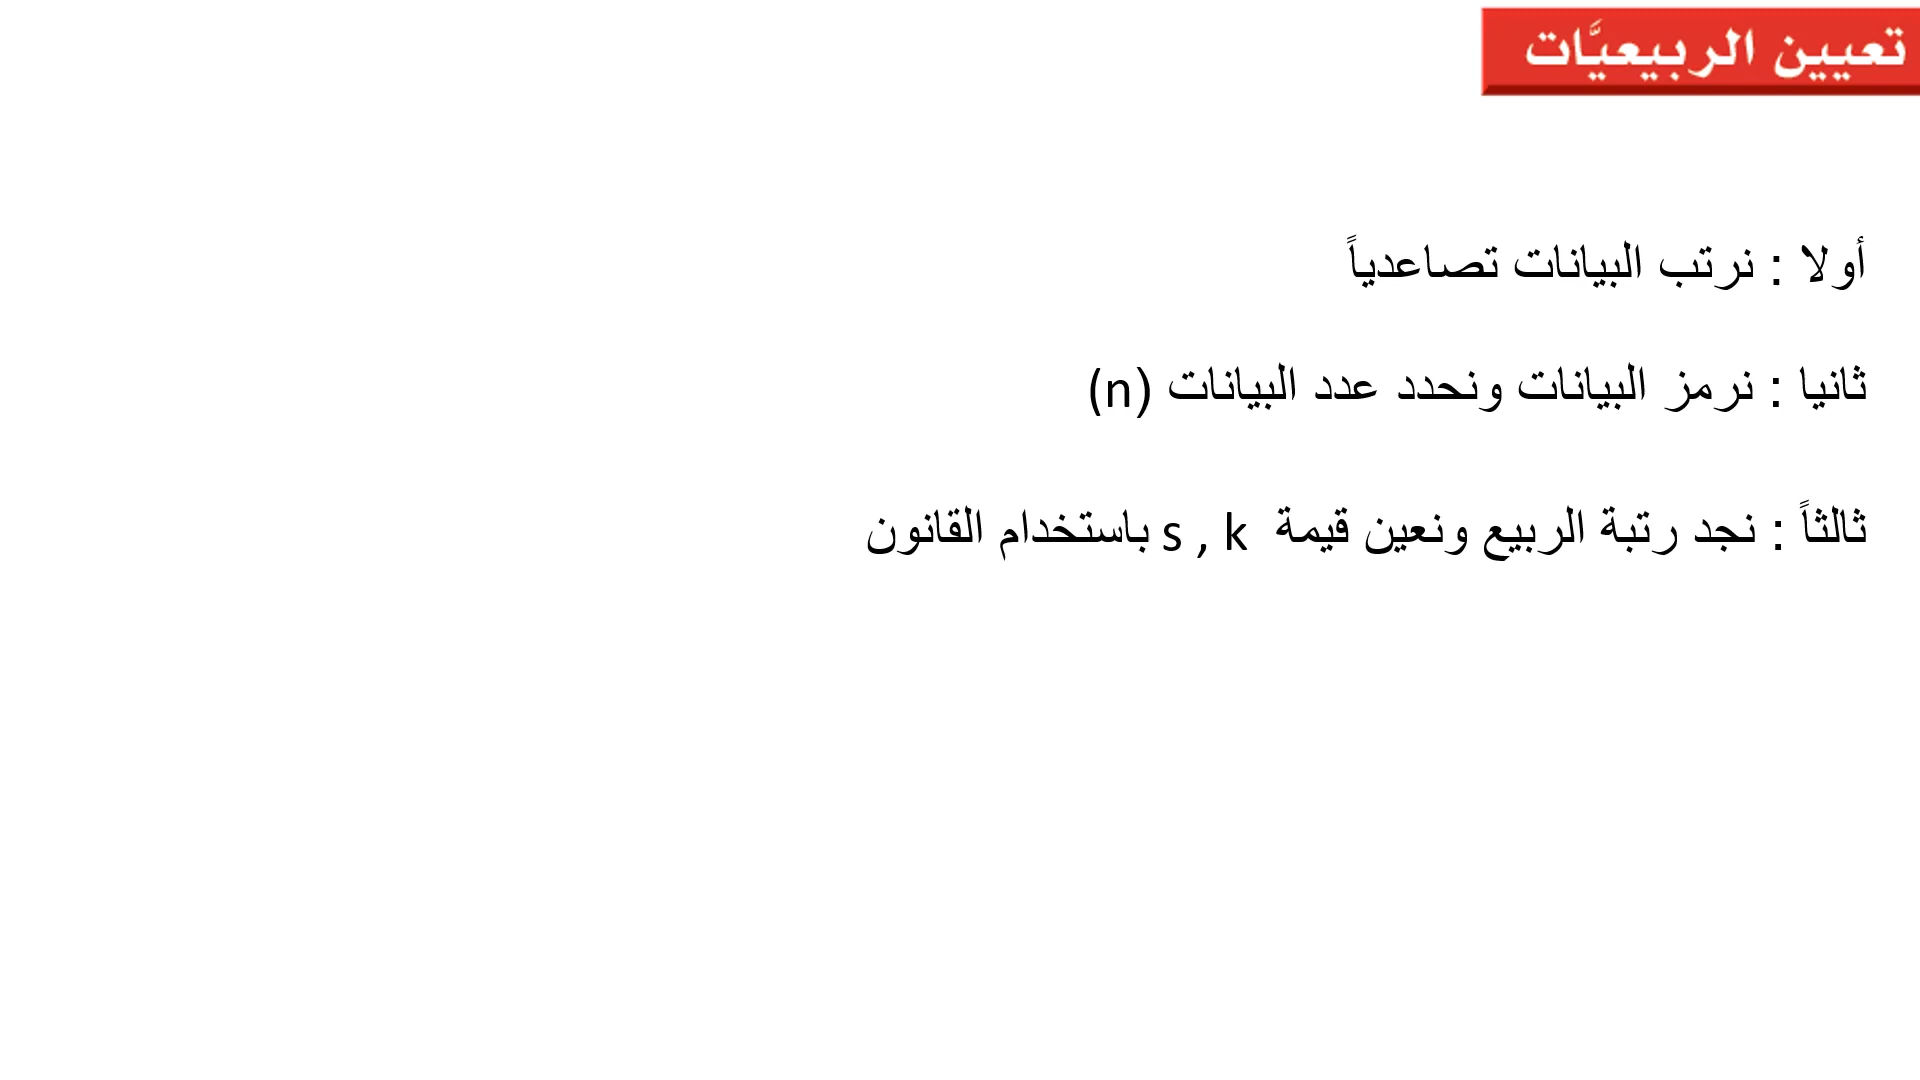 تعيين الربيعيَّات
أولا : نرتب البيانات تصاعدياً
ثانيا : نرمز البيانات ونحدد عدد البيانات (n)
ثالثاً : نجد رتبة الربيع ونعين قيمة s , k باستخدام القانون